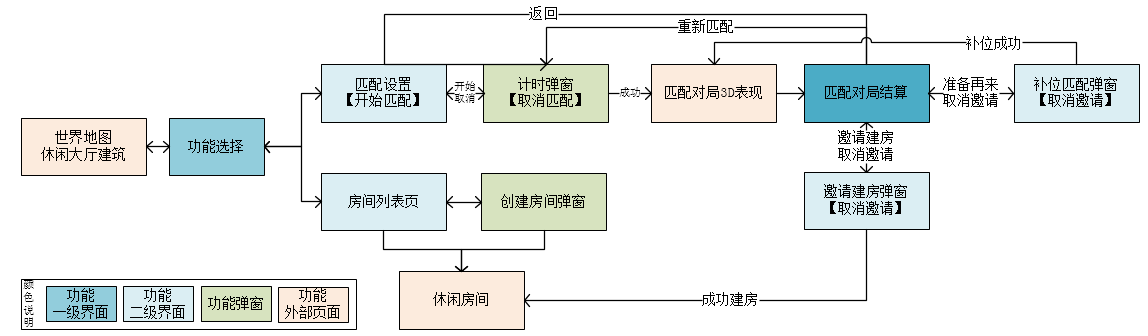 返回
重新匹配
补位成功
匹配设置
【开始匹配】
开始
取消
计时弹窗
【取消匹配】
成功
匹配对局3D表现
匹配对局结算
准备再来
取消邀请
补位匹配弹窗
【取消邀请】
世界地图
休闲大厅建筑
功能选择
邀请建房
取消邀请
房间列表页
创建房间弹窗
邀请建房弹窗
【取消邀请】
休闲房间
成功建房
颜
色
说
明
功能
一级界面
功能
二级界面
功能弹窗
功能
外部页面